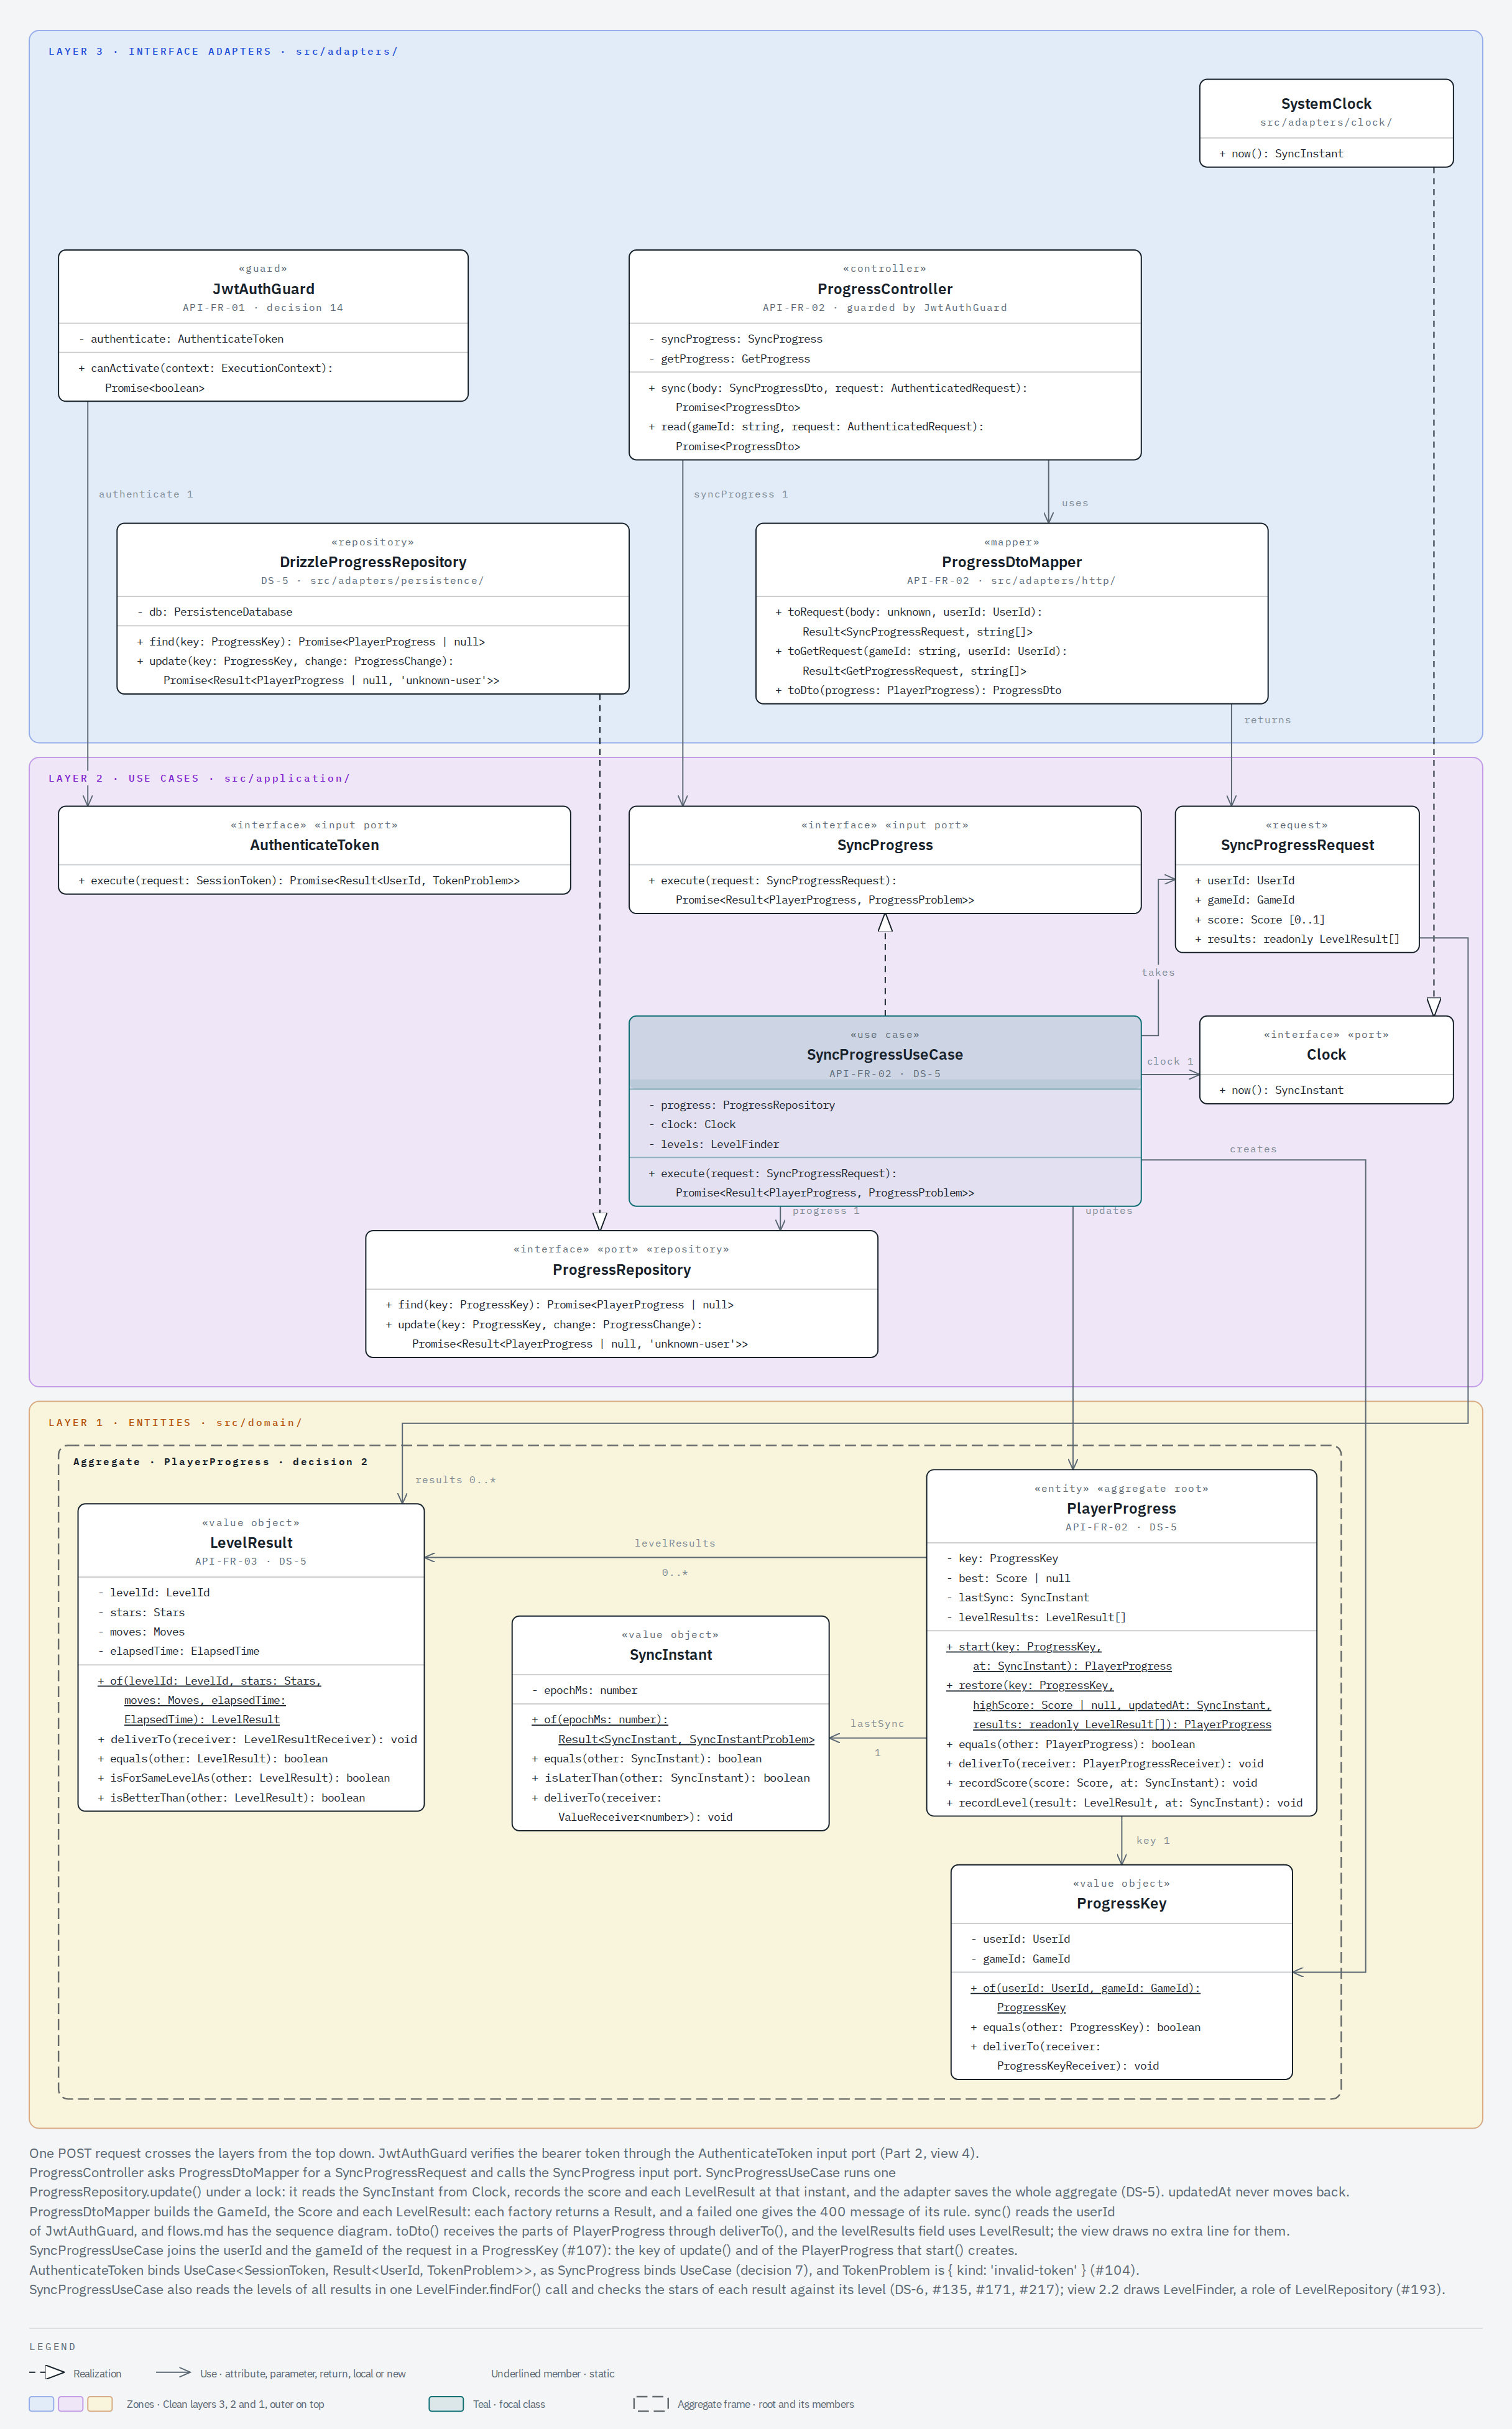 LAYER 3 · INTERFACE ADAPTERS · src/adapters/
SystemClock
src/adapters/clock/
+ now(): SyncInstant
«guard»
JwtAuthGuard
API-FR-01 · decision 14
- authenticate: AuthenticateToken
+ canActivate(context: ExecutionContext):
Promise<boolean>
«controller»
ProgressController
API-FR-02 · guarded by JwtAuthGuard
- syncProgress: SyncProgress
- getProgress: GetProgress
+ sync(body: SyncProgressDto, request: AuthenticatedRequest):
Promise<ProgressDto>
+ read(gameId: string, request: AuthenticatedRequest):
Promise<ProgressDto>
authenticate 1
syncProgress 1
uses
«repository»
DrizzleProgressRepository
DS-5 · src/adapters/persistence/
- db: PersistenceDatabase
+ find(key: ProgressKey): Promise<PlayerProgress | null>
+ update(key: ProgressKey, change: ProgressChange):
Promise<Result<PlayerProgress | null, 'unknown-user'>>
«mapper»
ProgressDtoMapper
API-FR-02 · src/adapters/http/
+ toRequest(body: unknown, userId: UserId):
Result<SyncProgressRequest, string[]>
+ toGetRequest(gameId: string, userId: UserId):
Result<GetProgressRequest, string[]>
+ toDto(progress: PlayerProgress): ProgressDto
returns
LAYER 2 · USE CASES · src/application/
«interface» «input port»
AuthenticateToken
+ execute(request: SessionToken): Promise<Result<UserId, TokenProblem>>
«interface» «input port»
SyncProgress
+ execute(request: SyncProgressRequest):
Promise<Result<PlayerProgress, ProgressProblem>>
«request»
SyncProgressRequest
+ userId: UserId
+ gameId: GameId
+ score: Score [0..1]
+ results: readonly LevelResult[]
takes
«use case»
SyncProgressUseCase
API-FR-02 · DS-5
- progress: ProgressRepository
- clock: Clock
- levels: LevelFinder
+ execute(request: SyncProgressRequest):
Promise<Result<PlayerProgress, ProgressProblem>>
clock 1
«interface» «port»
Clock
+ now(): SyncInstant
creates
progress 1
updates
«interface» «port» «repository»
ProgressRepository
+ find(key: ProgressKey): Promise<PlayerProgress | null>
+ update(key: ProgressKey, change: ProgressChange):
Promise<Result<PlayerProgress | null, 'unknown-user'>>
LAYER 1 · ENTITIES · src/domain/
Aggregate · PlayerProgress · decision 2
results 0..*
«value object»
LevelResult
API-FR-03 · DS-5
- levelId: LevelId
- stars: Stars
- moves: Moves
- elapsedTime: ElapsedTime
+ of(levelId: LevelId, stars: Stars,
moves: Moves, elapsedTime:
ElapsedTime): LevelResult
+ deliverTo(receiver: LevelResultReceiver): void
+ equals(other: LevelResult): boolean
+ isForSameLevelAs(other: LevelResult): boolean
+ isBetterThan(other: LevelResult): boolean
levelResults
0..*
«value object»
SyncInstant
- epochMs: number
+ of(epochMs: number):
Result<SyncInstant, SyncInstantProblem>
+ equals(other: SyncInstant): boolean
+ isLaterThan(other: SyncInstant): boolean
+ deliverTo(receiver:
ValueReceiver<number>): void
lastSync
1
«entity» «aggregate root»
PlayerProgress
API-FR-02 · DS-5
- key: ProgressKey
- best: Score | null
- lastSync: SyncInstant
- levelResults: LevelResult[]
+ start(key: ProgressKey,
at: SyncInstant): PlayerProgress
+ restore(key: ProgressKey,
highScore: Score | null, updatedAt: SyncInstant,
results: readonly LevelResult[]): PlayerProgress
+ equals(other: PlayerProgress): boolean
+ deliverTo(receiver: PlayerProgressReceiver): void
+ recordScore(score: Score, at: SyncInstant): void
+ recordLevel(result: LevelResult, at: SyncInstant): void
key 1
«value object»
ProgressKey
- userId: UserId
- gameId: GameId
+ of(userId: UserId, gameId: GameId):
ProgressKey
+ equals(other: ProgressKey): boolean
+ deliverTo(receiver:
ProgressKeyReceiver): void
One POST request crosses the layers from the top down. JwtAuthGuard verifies the bearer token through the AuthenticateToken input port (Part 2, view 4).
ProgressController asks ProgressDtoMapper for a SyncProgressRequest and calls the SyncProgress input port. SyncProgressUseCase runs one
ProgressRepository.update() under a lock: it reads the SyncInstant from Clock, records the score and each LevelResult at that instant, and the adapter saves the whole aggregate (DS-5). updatedAt never moves back.
ProgressDtoMapper builds the GameId, the Score and each LevelResult: each factory returns a Result, and a failed one gives the 400 message of its rule. sync() reads the userId
of JwtAuthGuard, and flows.md has the sequence diagram. toDto() receives the parts of PlayerProgress through deliverTo(), and the levelResults field uses LevelResult; the view draws no extra line for them.
SyncProgressUseCase joins the userId and the gameId of the request in a ProgressKey (#107): the key of update() and of the PlayerProgress that start() creates.
AuthenticateToken binds UseCase<SessionToken, Result<UserId, TokenProblem>>, as SyncProgress binds UseCase (decision 7), and TokenProblem is { kind: 'invalid-token' } (#104).
SyncProgressUseCase also reads the levels of all results in one LevelFinder.findFor() call and checks the stars of each result against its level (DS-6, #135, #171, #217); view 2.2 draws LevelFinder, a role of LevelRepository (#193).
LEGEND
Realization
Use · attribute, parameter, return, local or new
Underlined member · static
Zones · Clean layers 3, 2 and 1, outer on top
Teal · focal class
Aggregate frame · root and its members